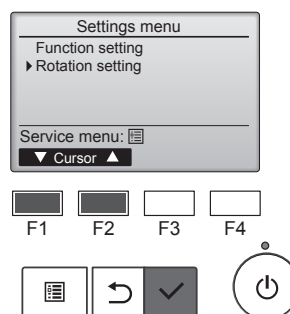 Settings menu
Function setting
Rotation setting
Service menu:
▼ Cursor ▲
F1 F2 F3 F4